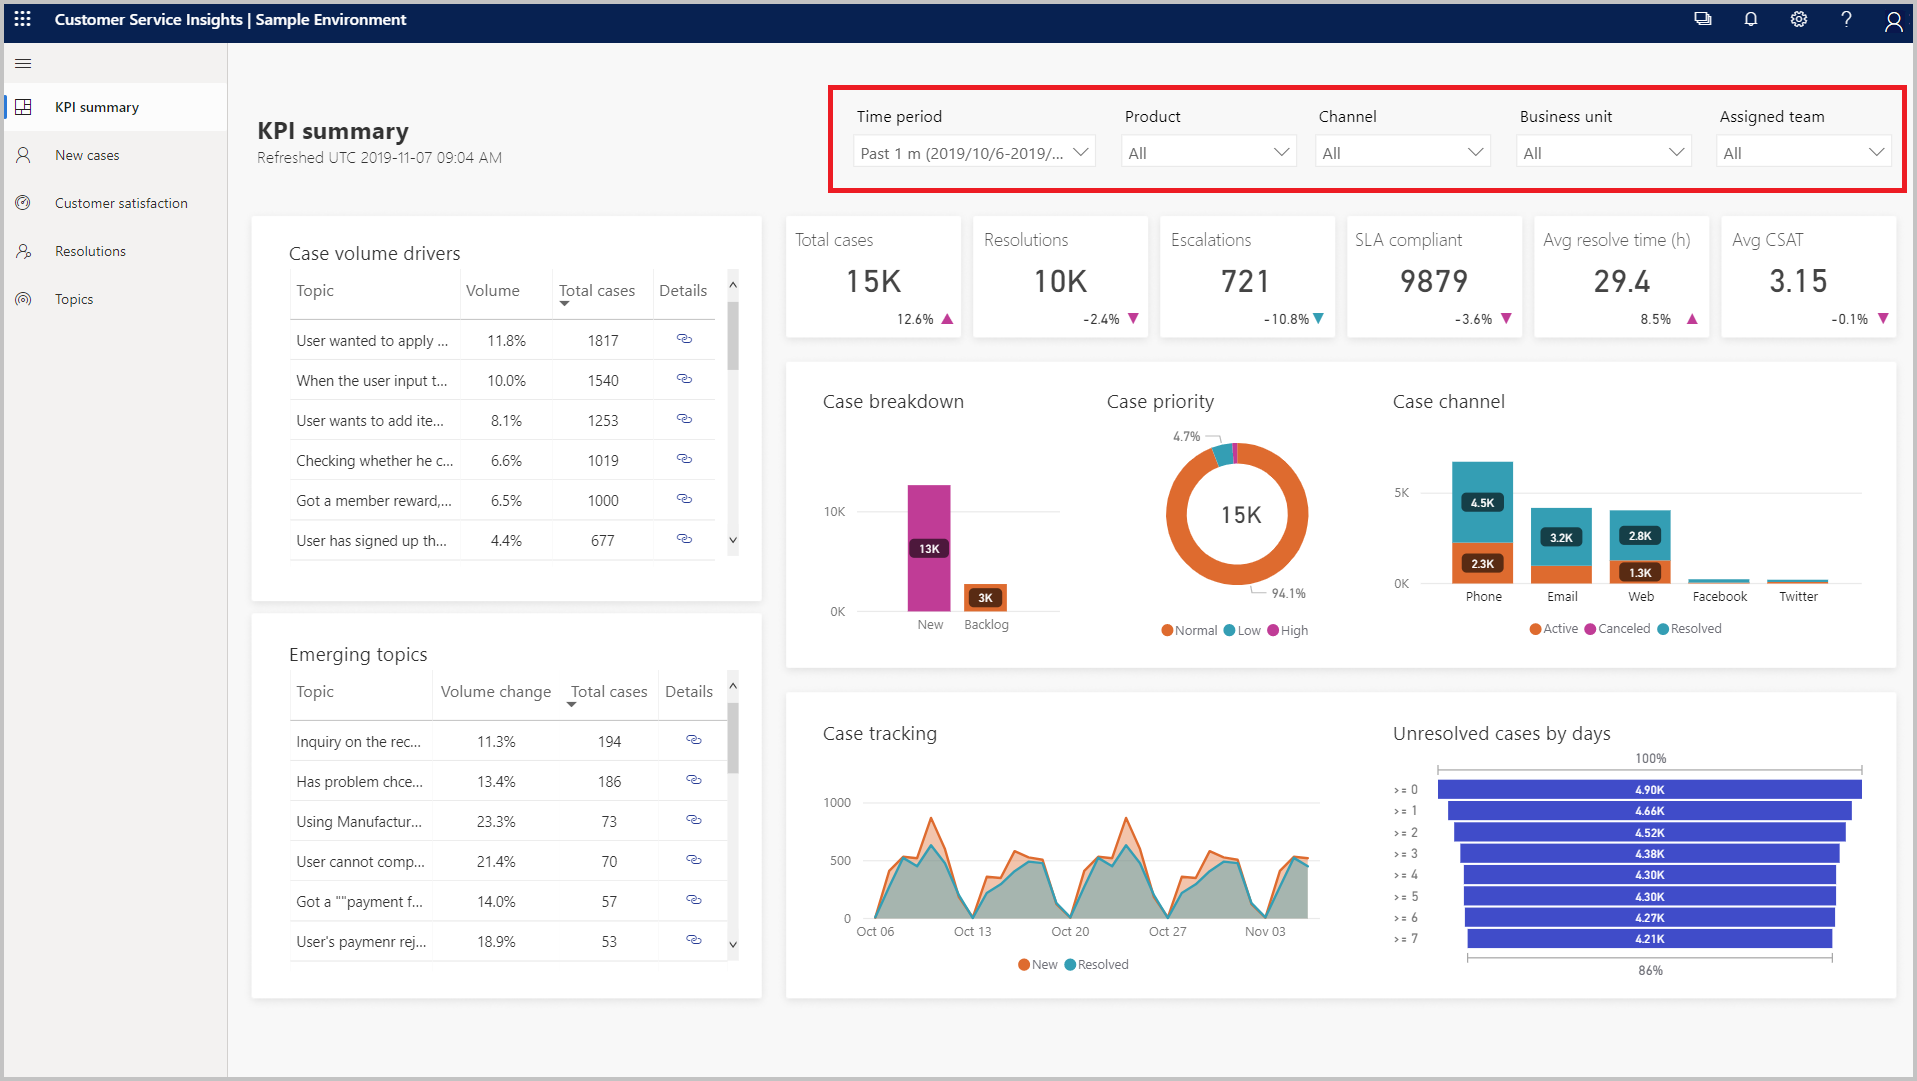 Customer Service Insights | Sample Environment
KPI summary
New cases
Customer satisfaction
Resolutions
Topics
KPI summary
Refreshed UTC 2019-11-07 09:04 AM
Time period Product Channel Business unit Assigned team
Past 1 m (2019/10/6-2019/... All All All All
Case volume drivers
Topic Volume Total cases Details
User wanted to apply ... 11.8% 1817
When the user input t... 10.0% 1540
User wants to add ite... 8.1% 1253
Checking whether he c... 6.6% 1019
Got a member reward,... 6.5% 1000
User has signed up th... 4.4% 677
Emerging topics
Topic Volume change Total cases Details
Inquiry on the rec... 11.3% 194
Has problem chce... 13.4% 186
Using Manufactur... 23.3% 73
User cannot comp... 21.4% 70
Got a ""payment f... 14.0% 57
User's paymenr rej... 18.9% 53
Total cases Resolutions Escalations SLA compliant Avg resolve time (h) Avg CSAT
15K 10K 721 9879 29.4 3.15
12.6% -2.4% -10.8% -3.6% 8.5% -0.1%
Case breakdown
10K
13K
3K
0K
New Backlog
Case priority
4.7%
15K
94.1%
Normal Low High
Case channel
5K
4.5K
3.2K 2.8K
2.3K 1.3K
0K
Phone Email Web Facebook Twitter
Active Canceled Resolved
Case tracking
1000
500
0
Oct 06 Oct 13 Oct 20 Oct 27 Nov 03
New Resolved
Unresolved cases by days
100%
>= 0 4.90K
>= 1 4.66K
>= 2 4.52K
>= 3 4.38K
>= 4 4.30K
>= 5 4.30K
>= 6 4.27K
>= 7 4.21K
86%